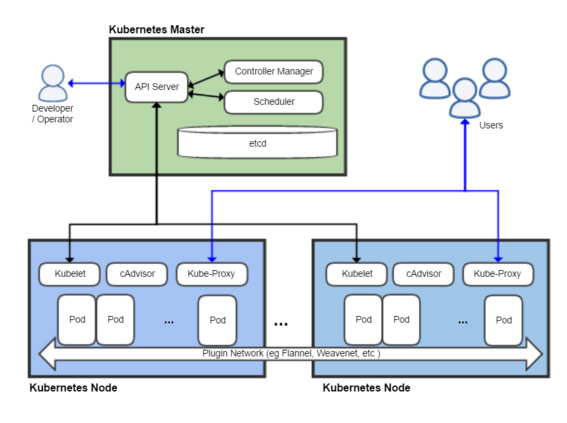 Kubernetes Master
API Server
Controller Manager
Scheduler
etcd
Developer
/ Operator
Users
Kubelet
cAdvisor
Kube-Proxy
Pod
Pod
...
Pod
...
Kubelet
cAdvisor
Kube-Proxy
Pod
Pod
...
Pod
Plugin Network (eg Flannel, Weavenet, etc )
Kubernetes Node
Kubernetes Node